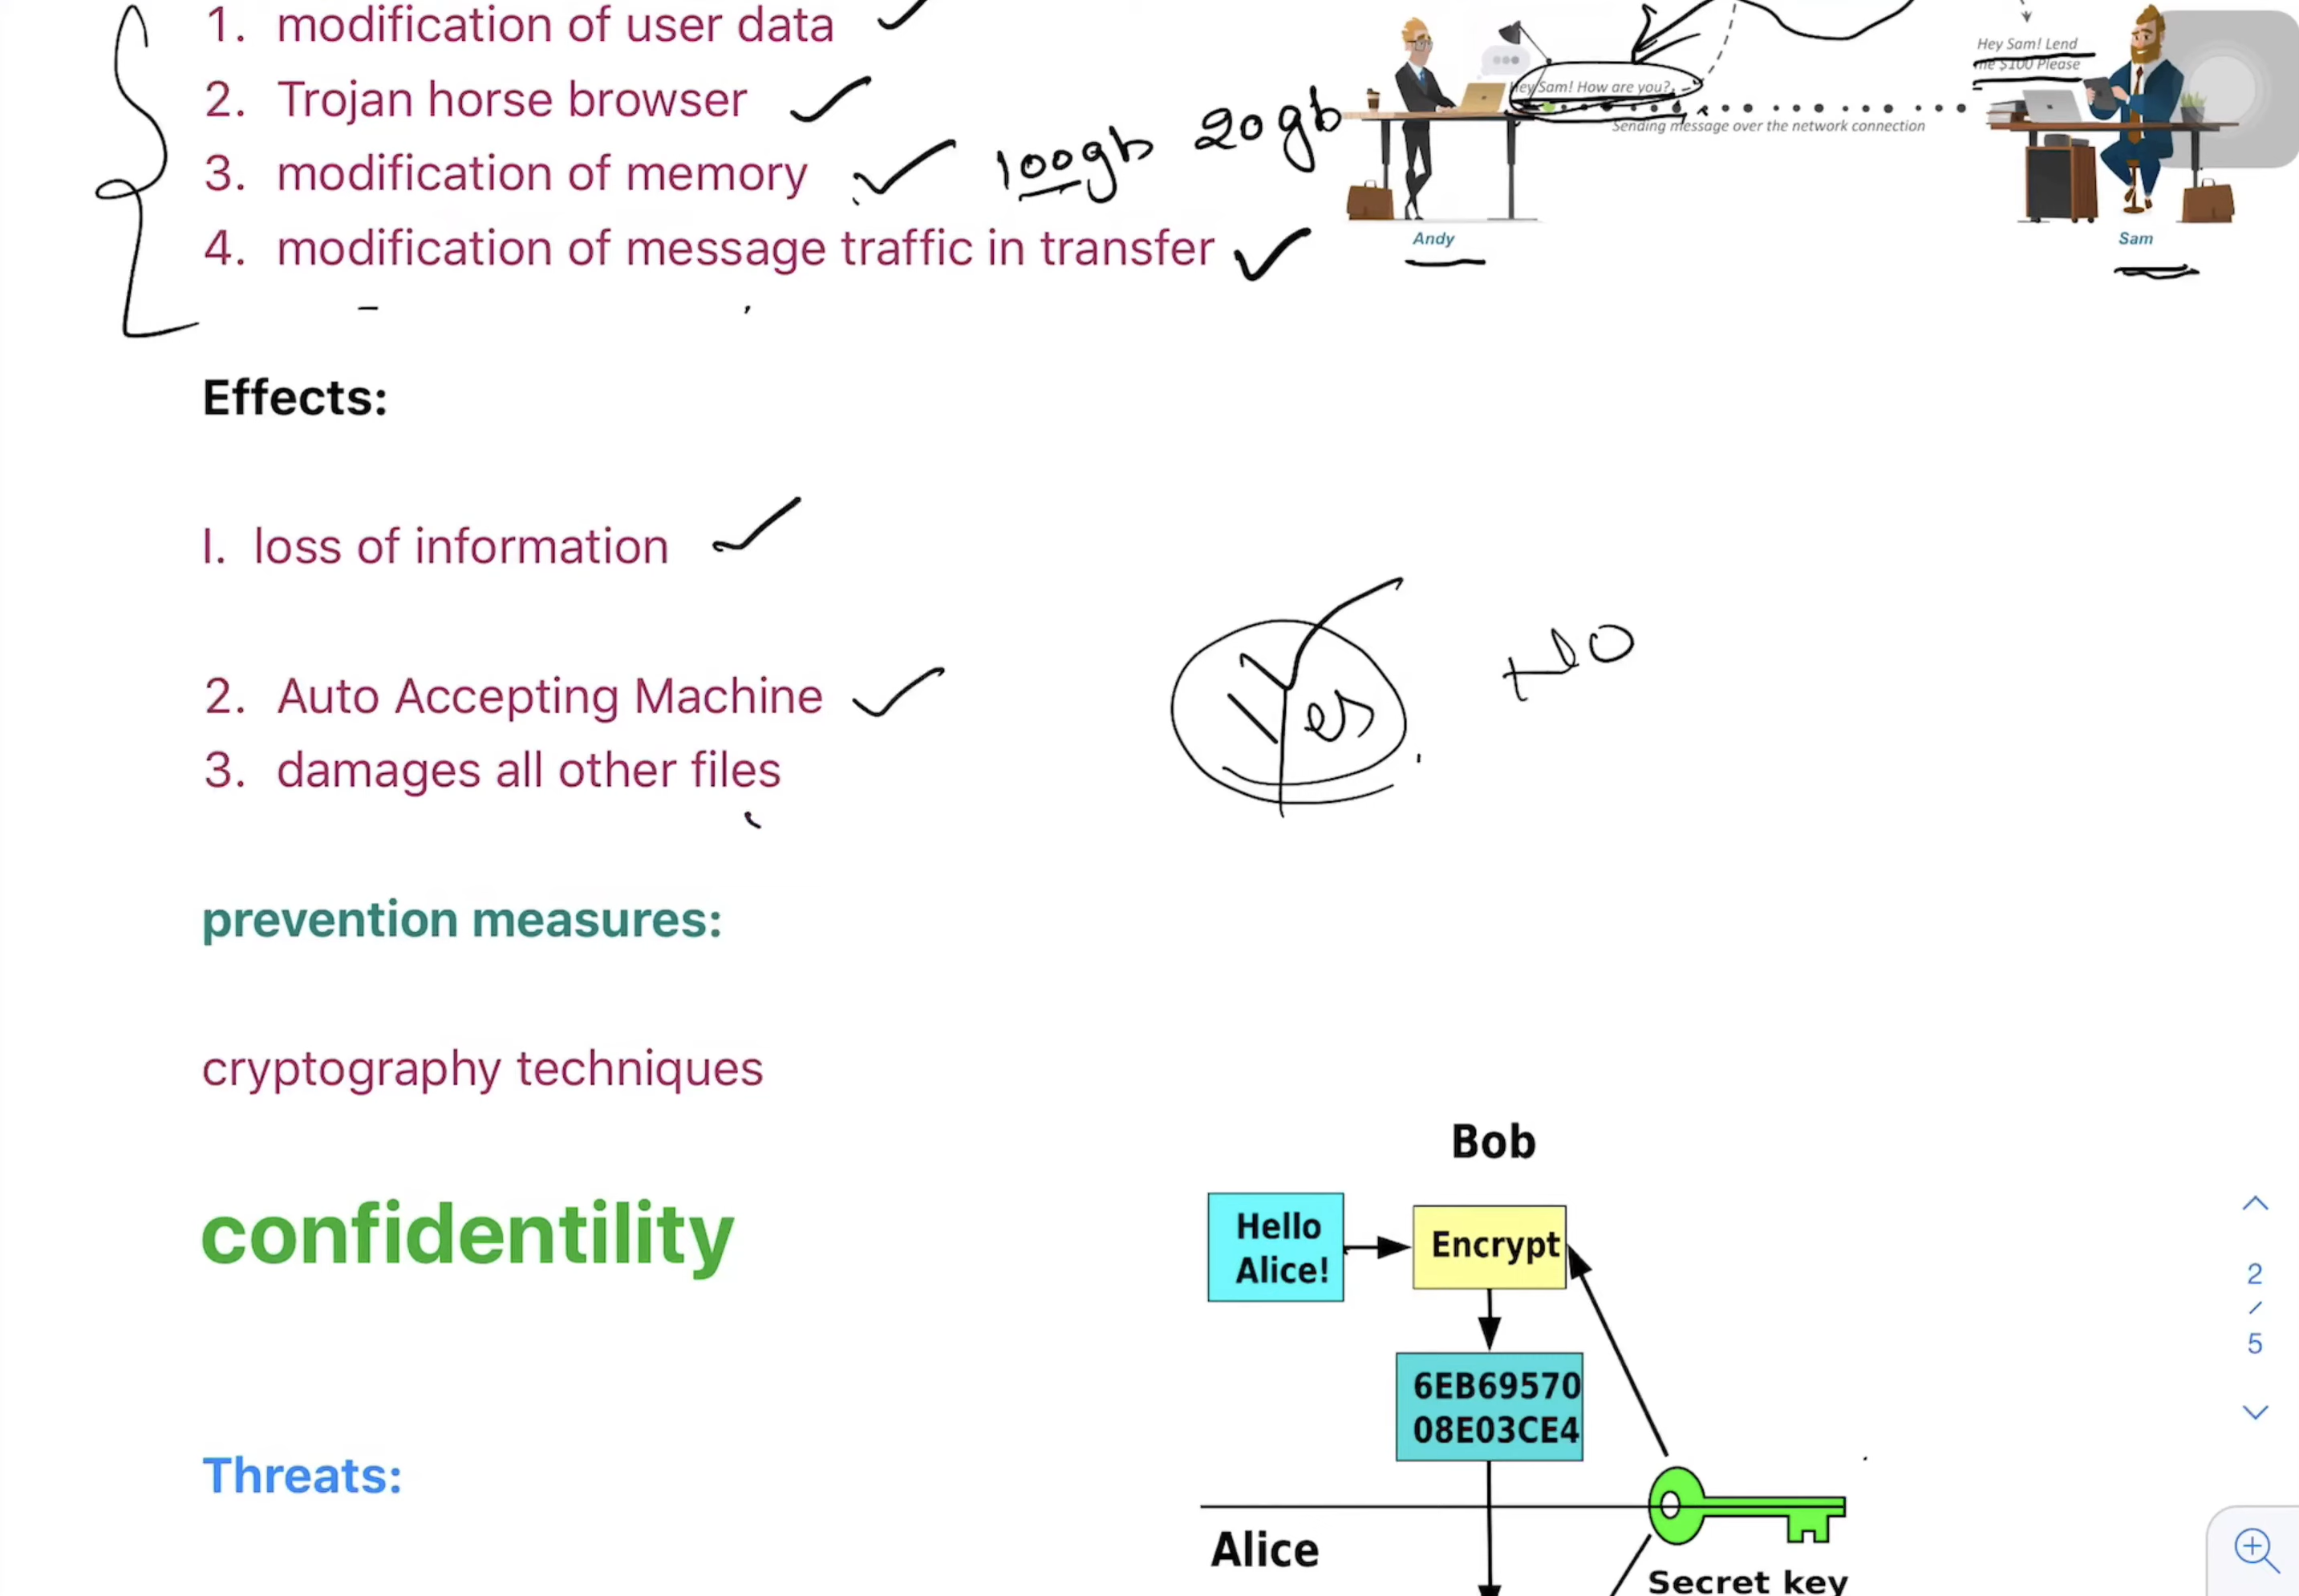 1. modification of user data
2. Trojan horse browser
3. modification of memory
100gb 20gb
4. modification of message traffic in transfer
Hey Sam! How are you?
Sending message over the network connection
Hey Sam! Lend
me $100 Please
Andy
Sam
Effects:
I. loss of information
2. Auto Accepting Machine
3. damages all other files
Yes
No
prevention measures:
cryptography techniques
confidentility
Threats:
Bob
Hello
Alice!
Encrypt
6EB69570
08E03CE4
Alice
Secret key
2
/
5